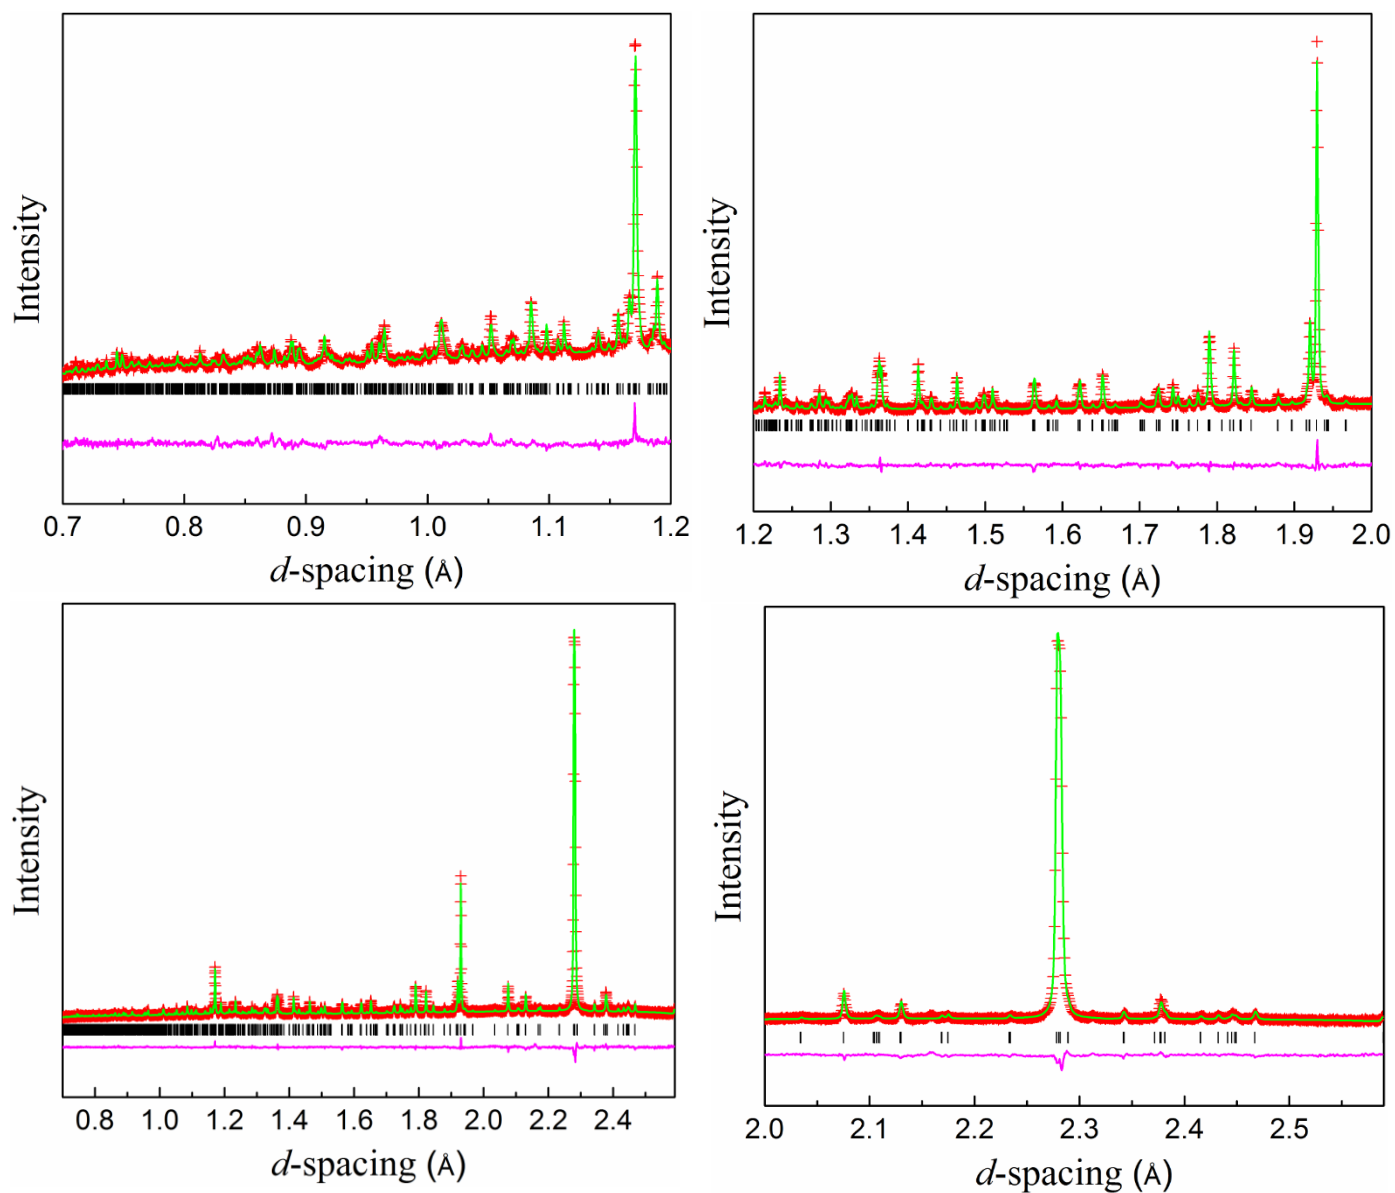 Intensity
0.7 0.8 0.9 1.0 1.1 1.2
d-spacing (Å)
Intensity
1.2 1.3 1.4 1.5 1.6 1.7 1.8 1.9 2.0
d-spacing (Å)
Intensity
0.8 1.0 1.2 1.4 1.6 1.8 2.0 2.2 2.4
d-spacing (Å)
Intensity
2.0 2.1 2.2 2.3 2.4 2.5
d-spacing (Å)